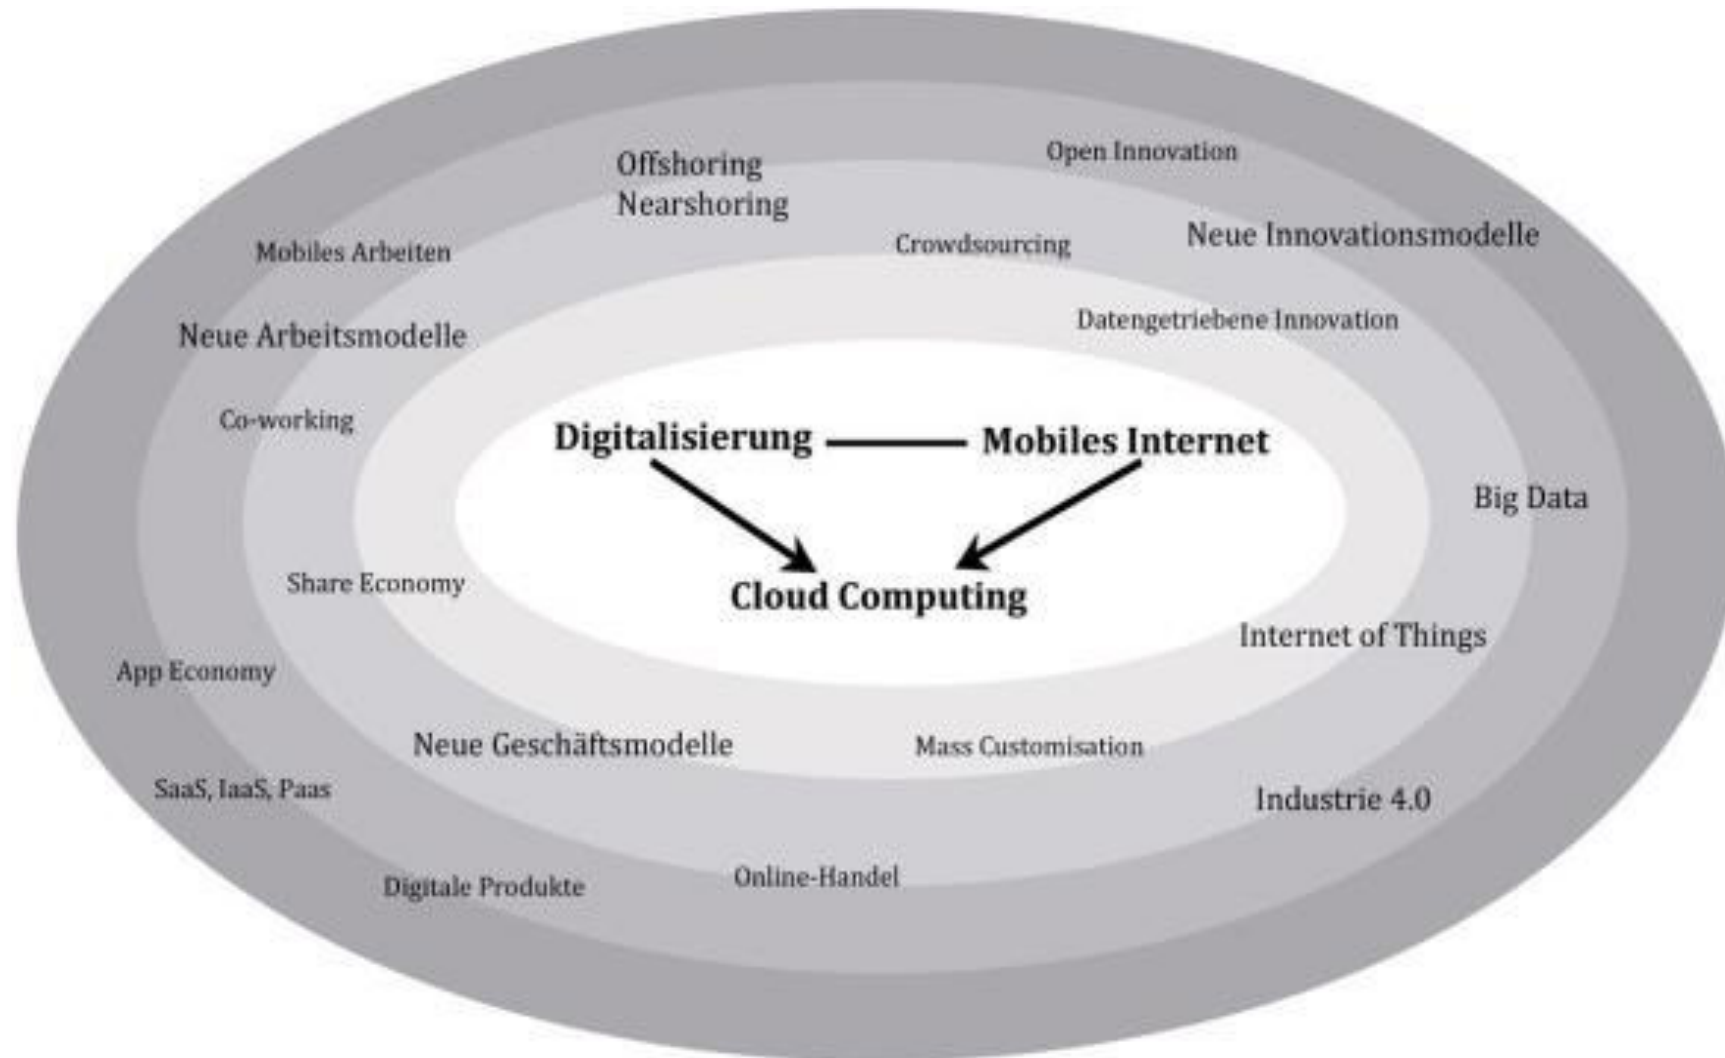 Offshoring
Nearshoring
Open Innovation
Mobiles Arbeiten
Crowdsourcing
Neue Innovationsmodelle
Neue Arbeitsmodelle
Datengetriebene Innovation
Co-working
Digitalisierung
Mobiles Internet
Big Data
Share Economy
Cloud Computing
Internet of Things
App Economy
Neue Geschäftsmodelle
Mass Customisation
SaaS, IaaS, Paas
Industrie 4.0
Digitale Produkte
Online-Handel